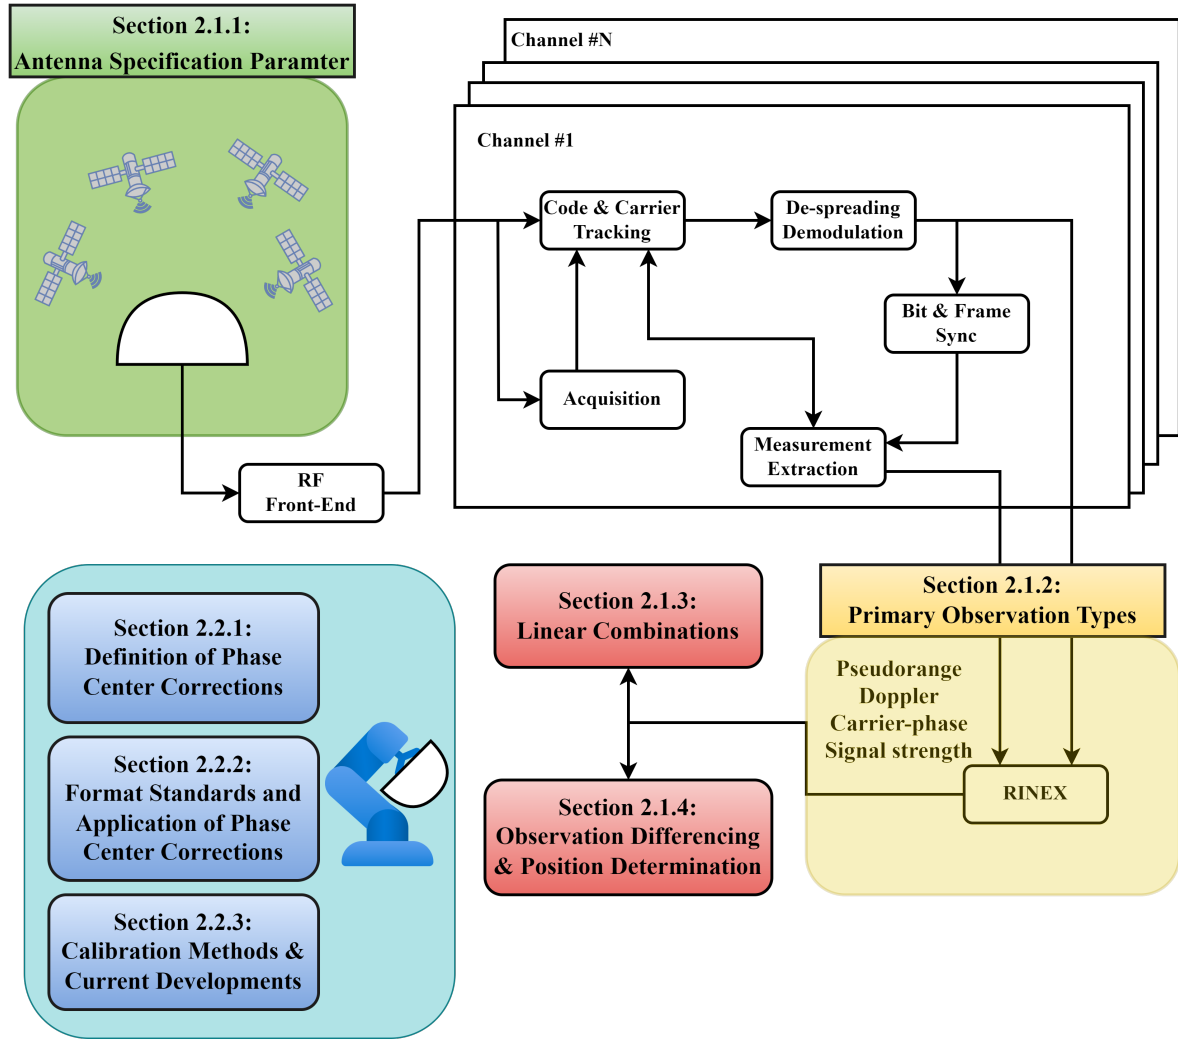 Section 2.1.1:
Antenna Specification Paramter
Channel #N
Channel #1
Code & Carrier
Tracking
De-spreading
Demodulation
Bit & Frame
Sync
Acquisition
Measurement
Extraction
RF
Front-End
Section 2.2.1:
Definition of Phase
Center Corrections
Section 2.2.2:
Format Standards and
Application of Phase
Center Corrections
Section 2.2.3:
Calibration Methods &
Current Developments
Section 2.1.3:
Linear Combinations
Section 2.1.4:
Observation Differencing
& Position Determination
Section 2.1.2:
Primary Observation Types
Pseudorange
Doppler
Carrier-phase
Signal strength
RINEX